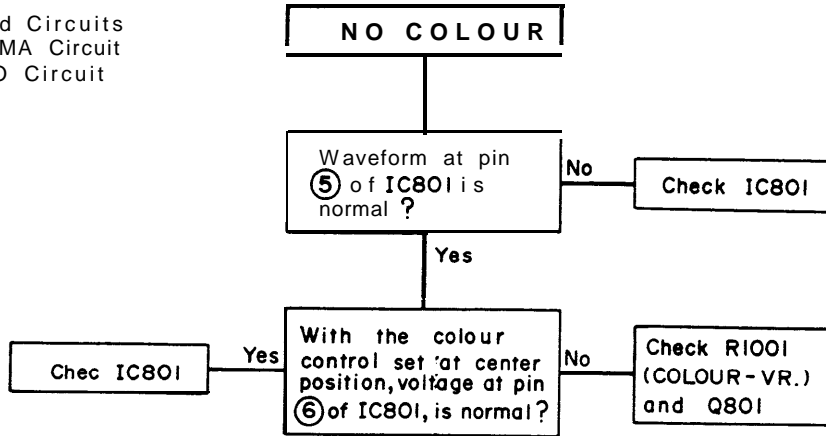 d Circuits
MA Circuit
O Circuit
NO COLOUR
Waveform at pin
⑤ of IC801 is
normal ?
No
Check IC801
Yes
With the colour
control set at center
position, voltage at pin
⑥ of IC801, is normal?
Yes
Chec IC801
No
Check R1001
(COLOUR-VR.)
and Q801